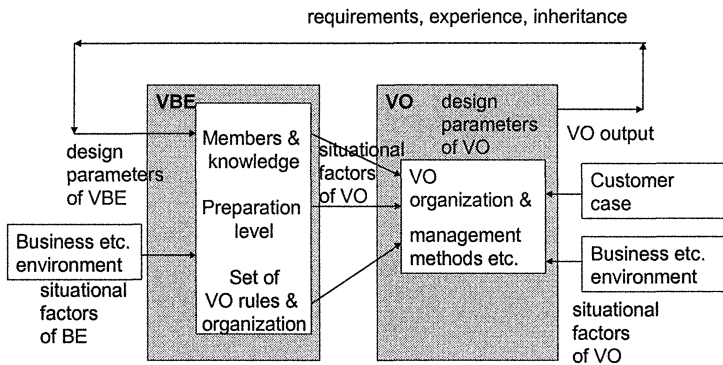 requirements, experience, inheritance
VBE
Members &
knowledge
Preparation
level
Set of
VO rules &
organization
design
parameters
of VBE
Business etc.
environment
situational
factors
of BE
situational
factors
of VO
VO
design
parameters
of VO
VO
organization &
management
methods etc.
VO output
Customer
case
Business etc.
environment
situational
factors
of VO